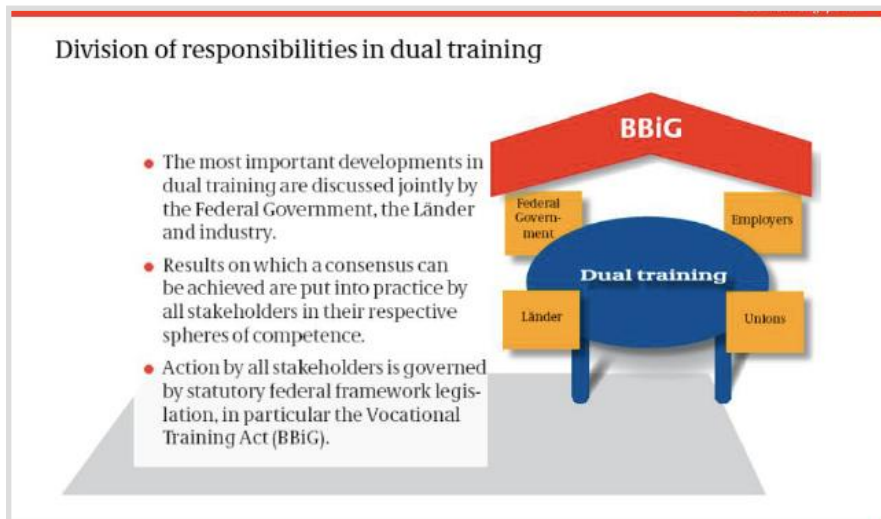 Division of responsibilities in dual training
• The most important developments in
dual training are discussed jointly by
the Federal Government, the Länder
and industry.
• Results on which a consensus can
be achieved are put into practice by
all stakeholders in their respective
spheres of competence.
• Action by all stakeholders is governed
by statutory federal framework legis-
lation, in particular the Vocational
Training Act (BBiG).
BBiG
Federal
Govern-
ment
Employers
Dual training
Länder
Unions